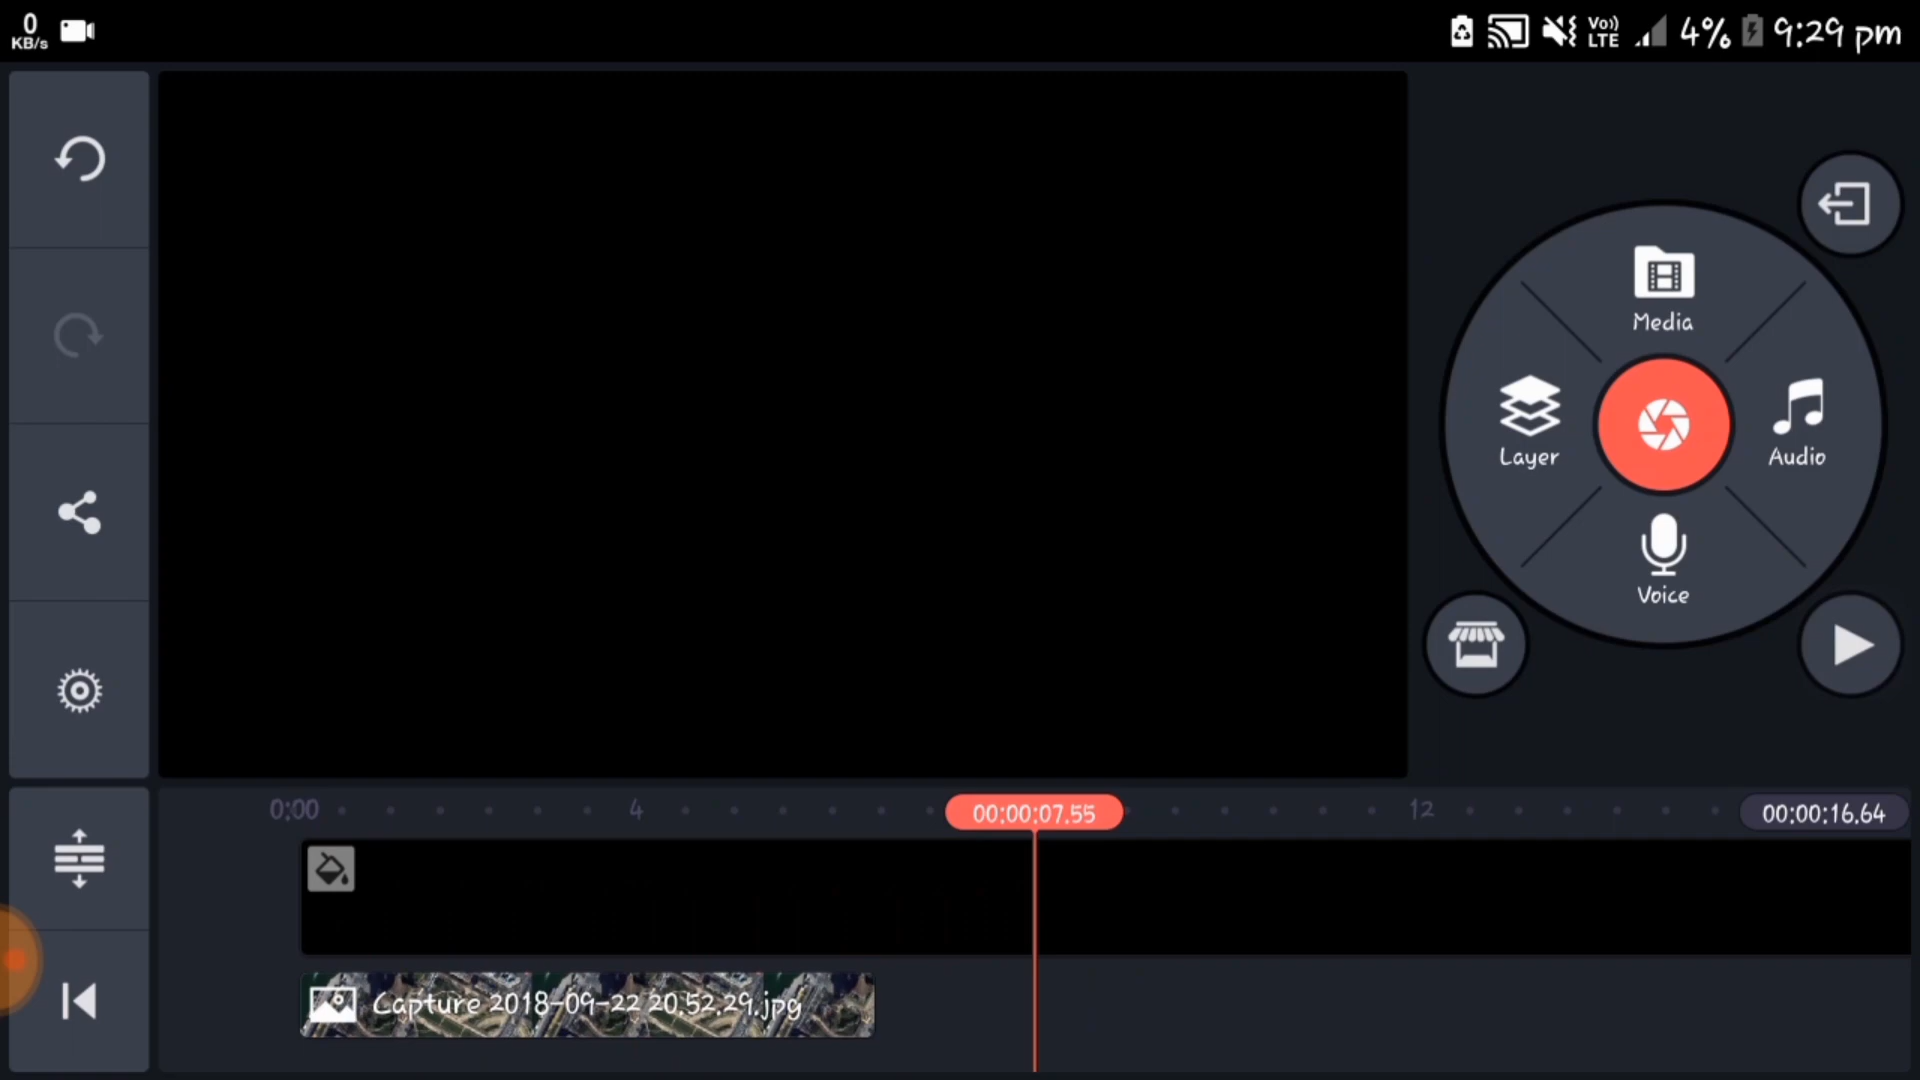 0
KB/s
Vo))
LTE
4%
9:29 pm
Media
Layer
Audio
Voice
0:00
4
00:00:07.55
12
00:00:16.64
Capture 2018-09-22 20.52.29.jpg